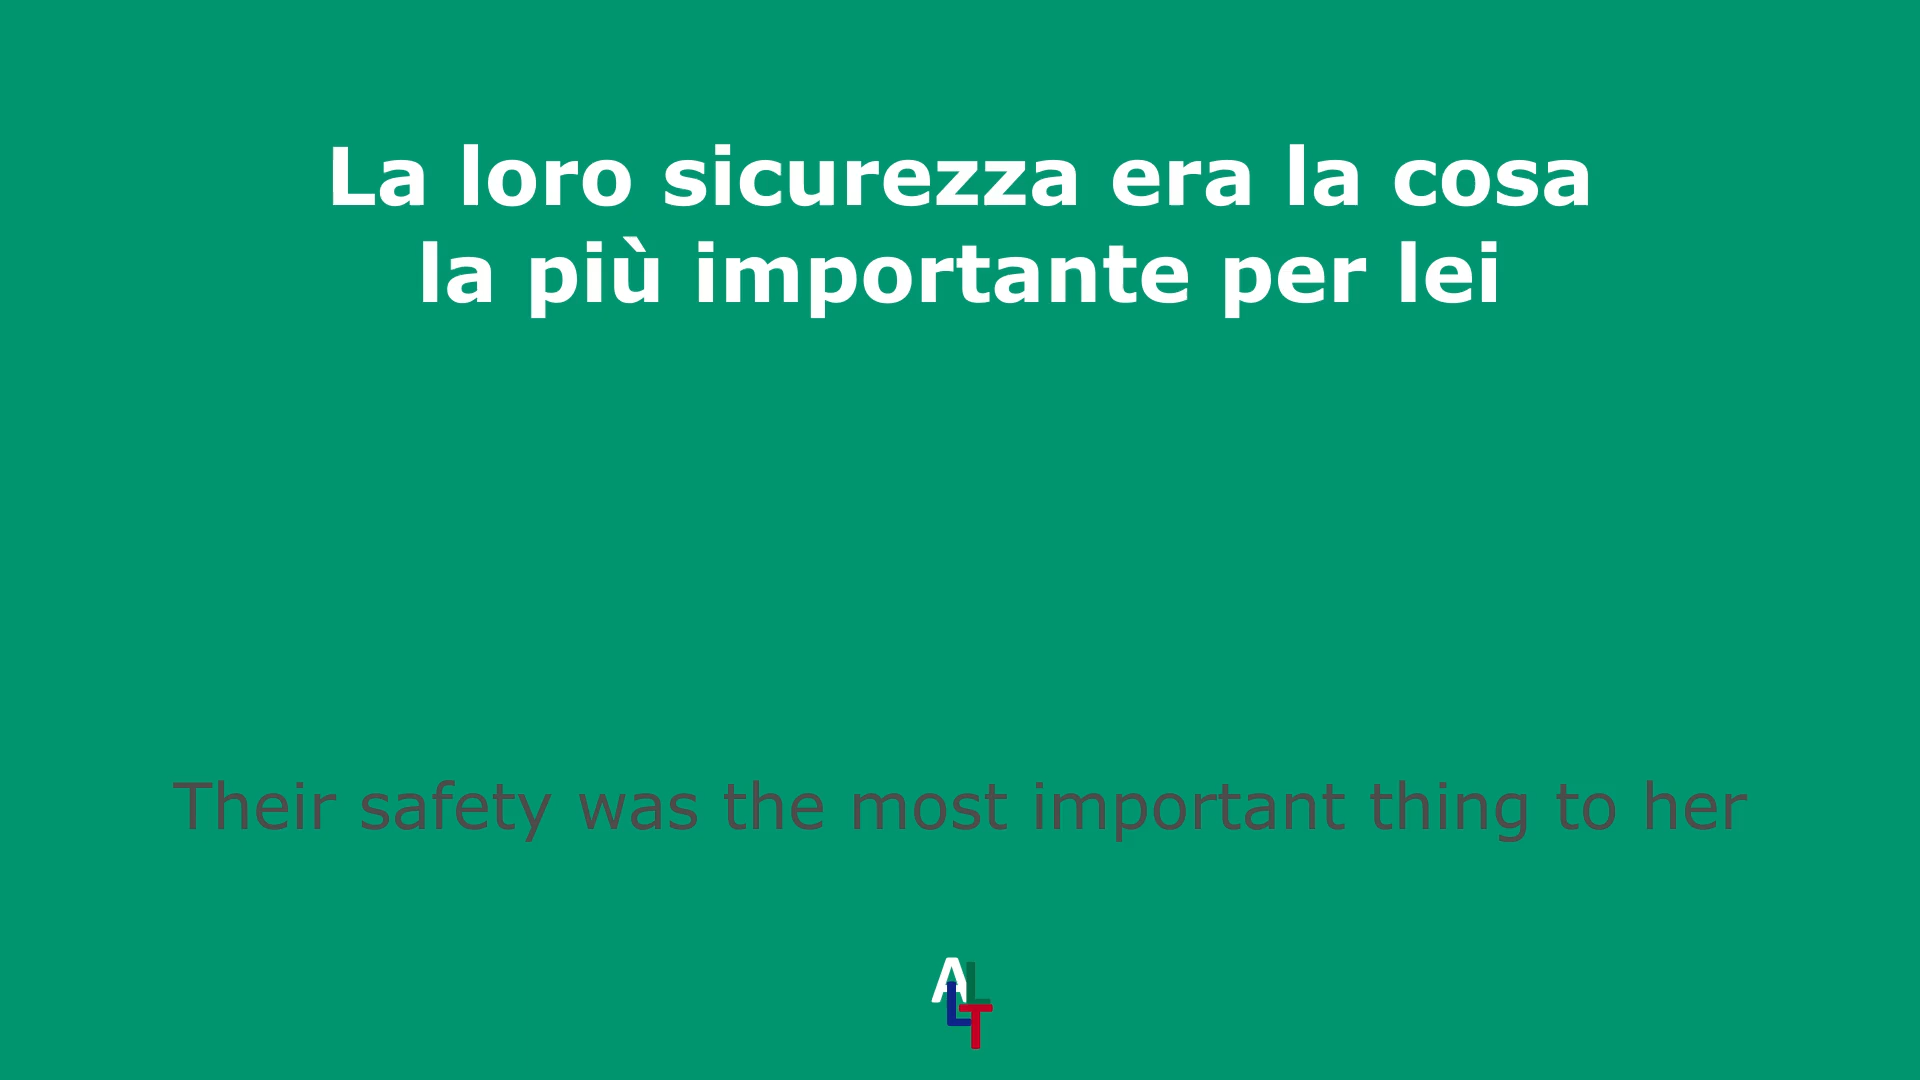 La loro sicurezza era la cosa
la più importante per lei
Their safety was the most important thing to her
ALLT